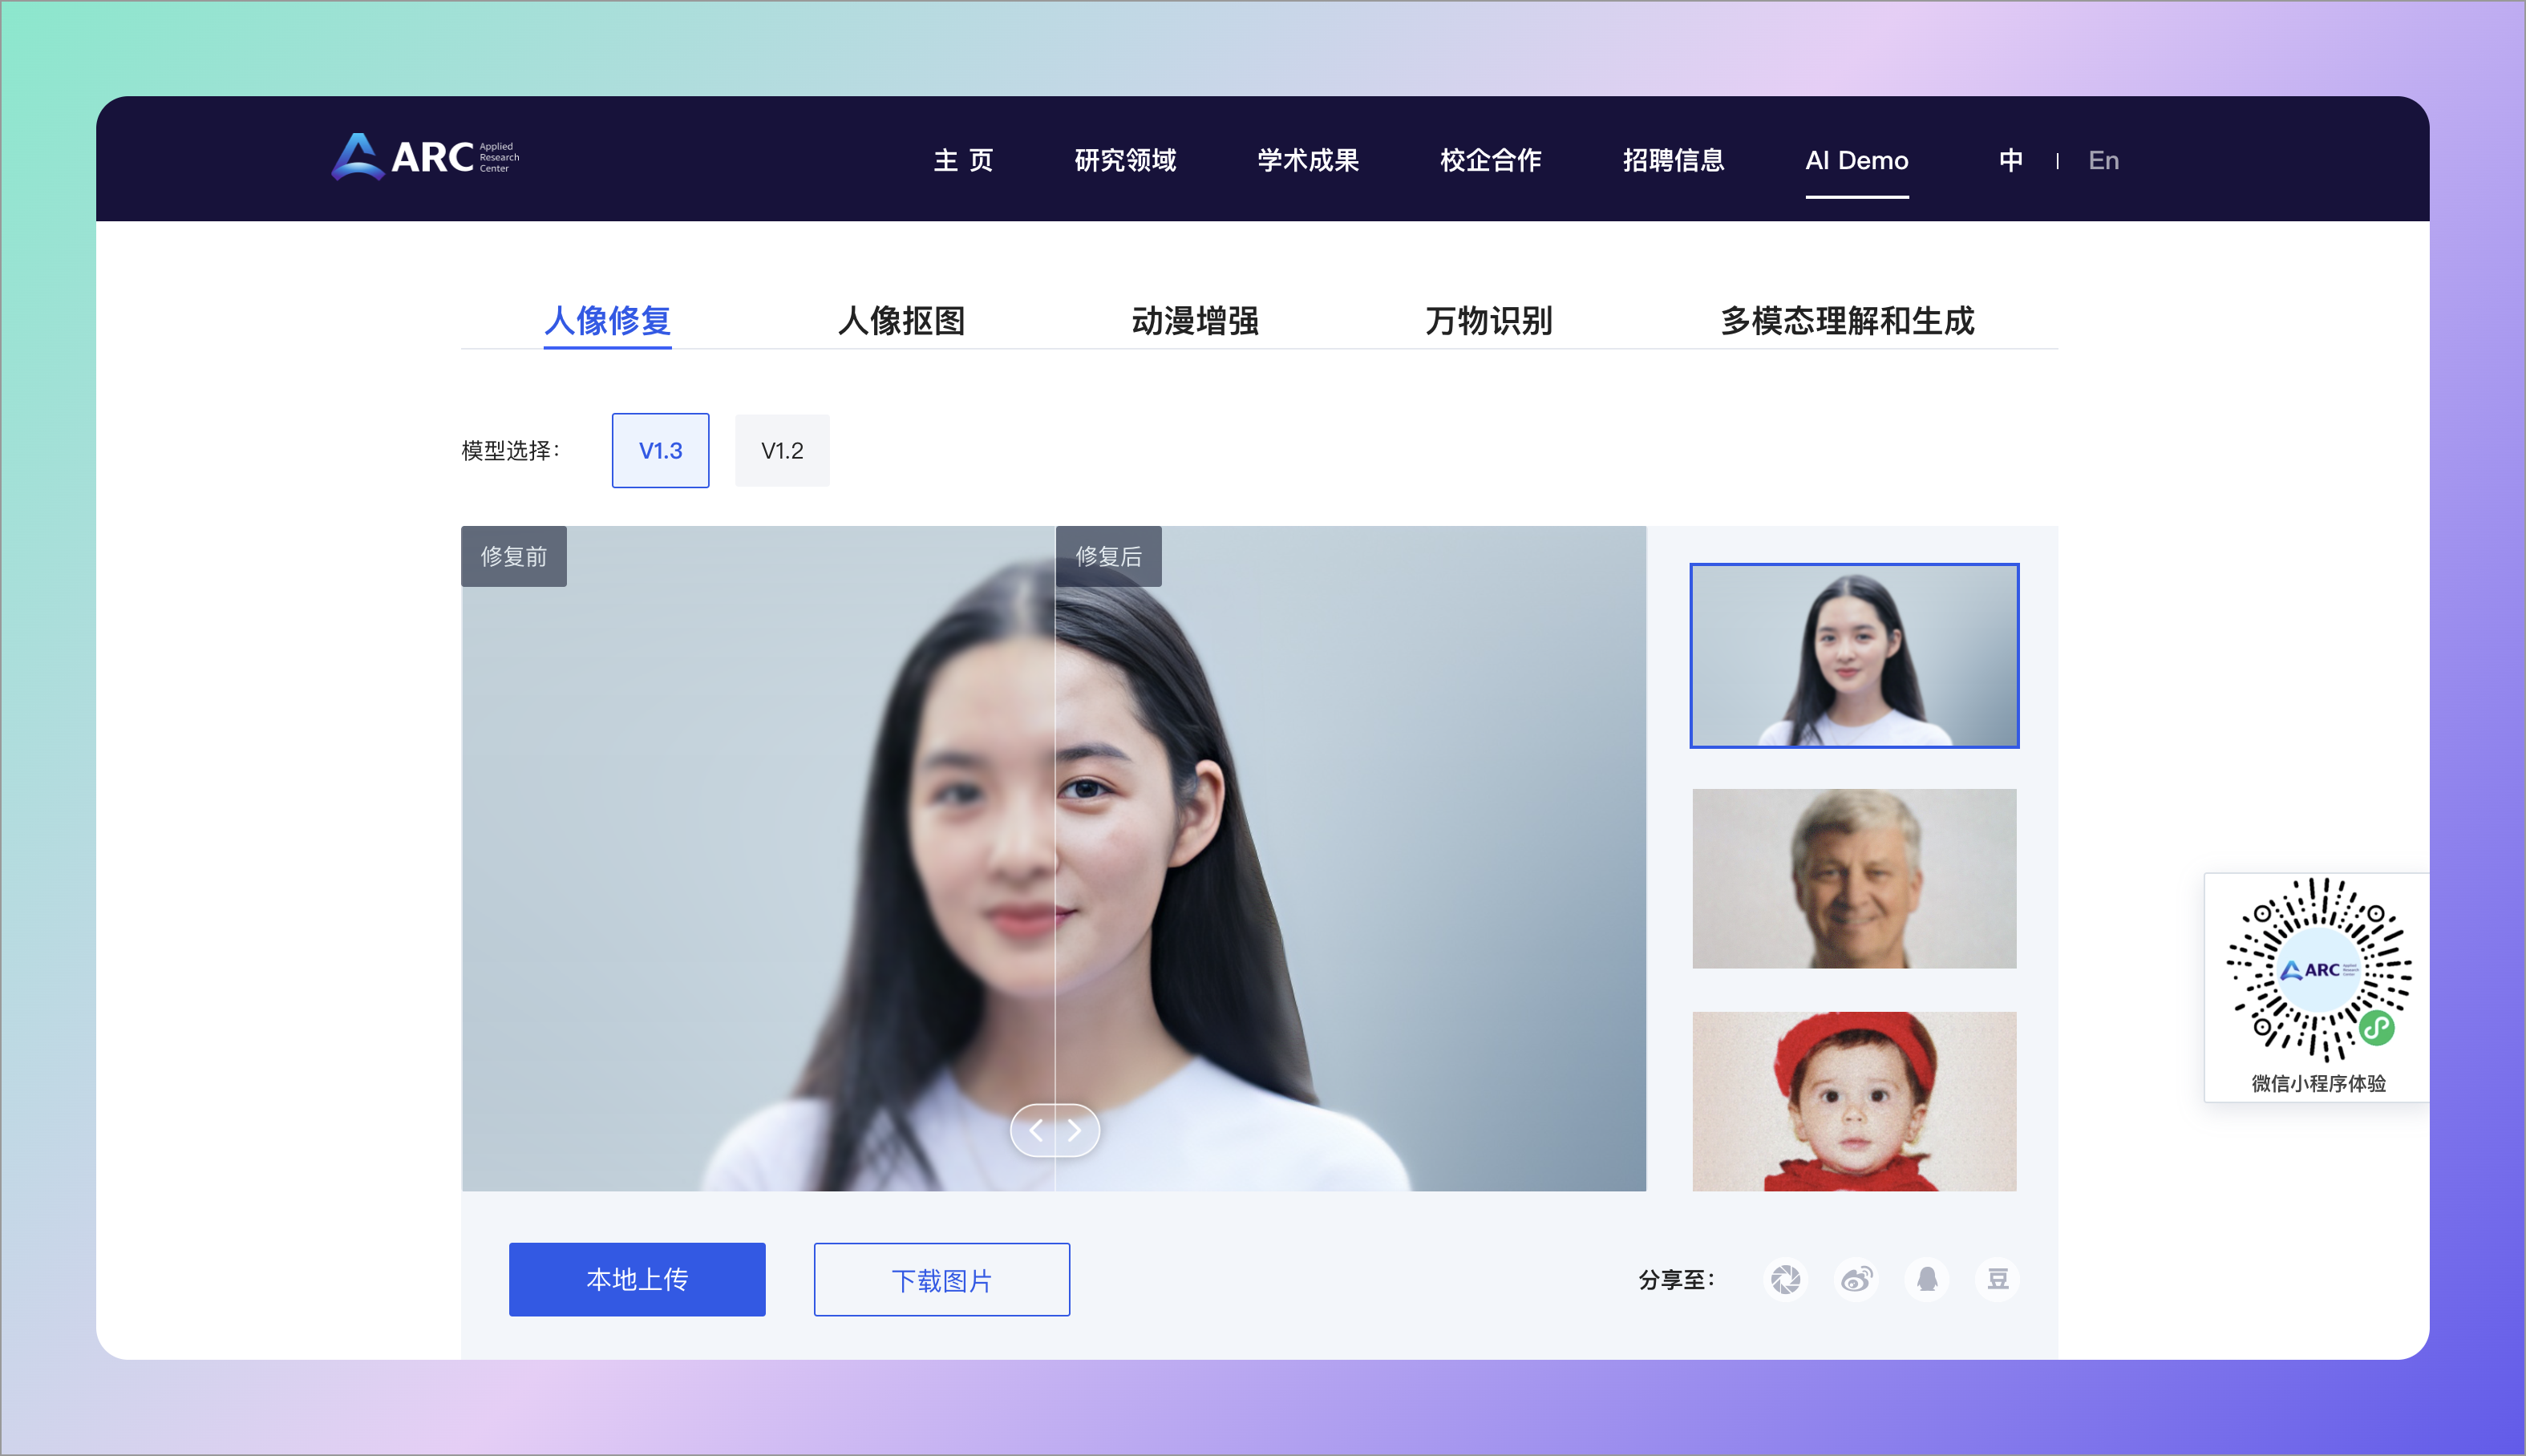 ARC
Applied
Research
Center
主 页
研究领域
学术成果
校企合作
招聘信息
AI Demo
中 | En
人像修复
人像抠图
动漫增强
万物识别
多模态理解和生成
模型选择：
V1.3
V1.2
修复前
修复后
ARC
Applied
Research
Center
微信小程序体验
本地上传
下载图片
分享至：
豆